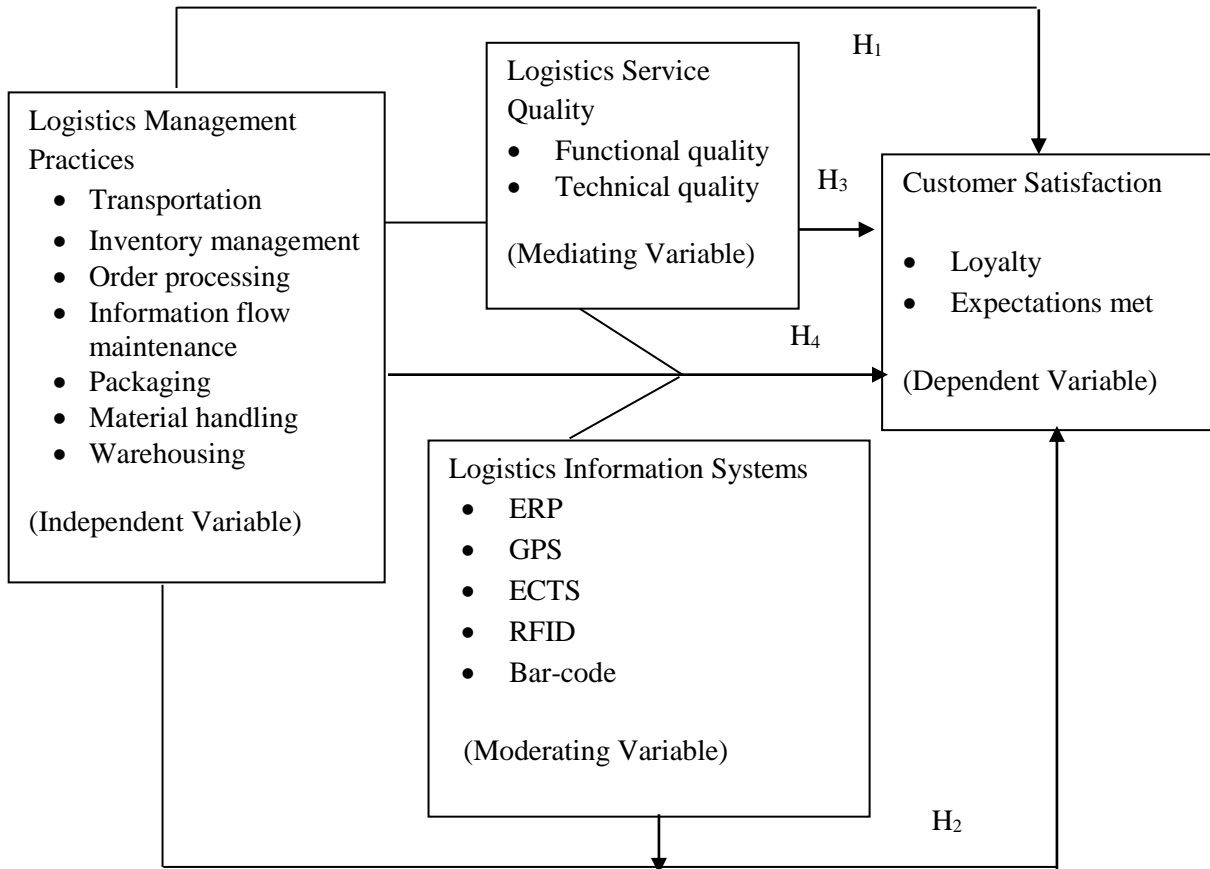 H₁
Logistics Management
Practices
• Transportation
• Inventory management
• Order processing
• Information flow
maintenance
• Packaging
• Material handling
• Warehousing
(Independent Variable)
Logistics Service
Quality
• Functional quality
• Technical quality
(Mediating Variable)
H₃
Customer Satisfaction
• Loyalty
• Expectations met
(Dependent Variable)
H₄
Logistics Information Systems
• ERP
• GPS
• ECTS
• RFID
• Bar-code
(Moderating Variable)
H₂